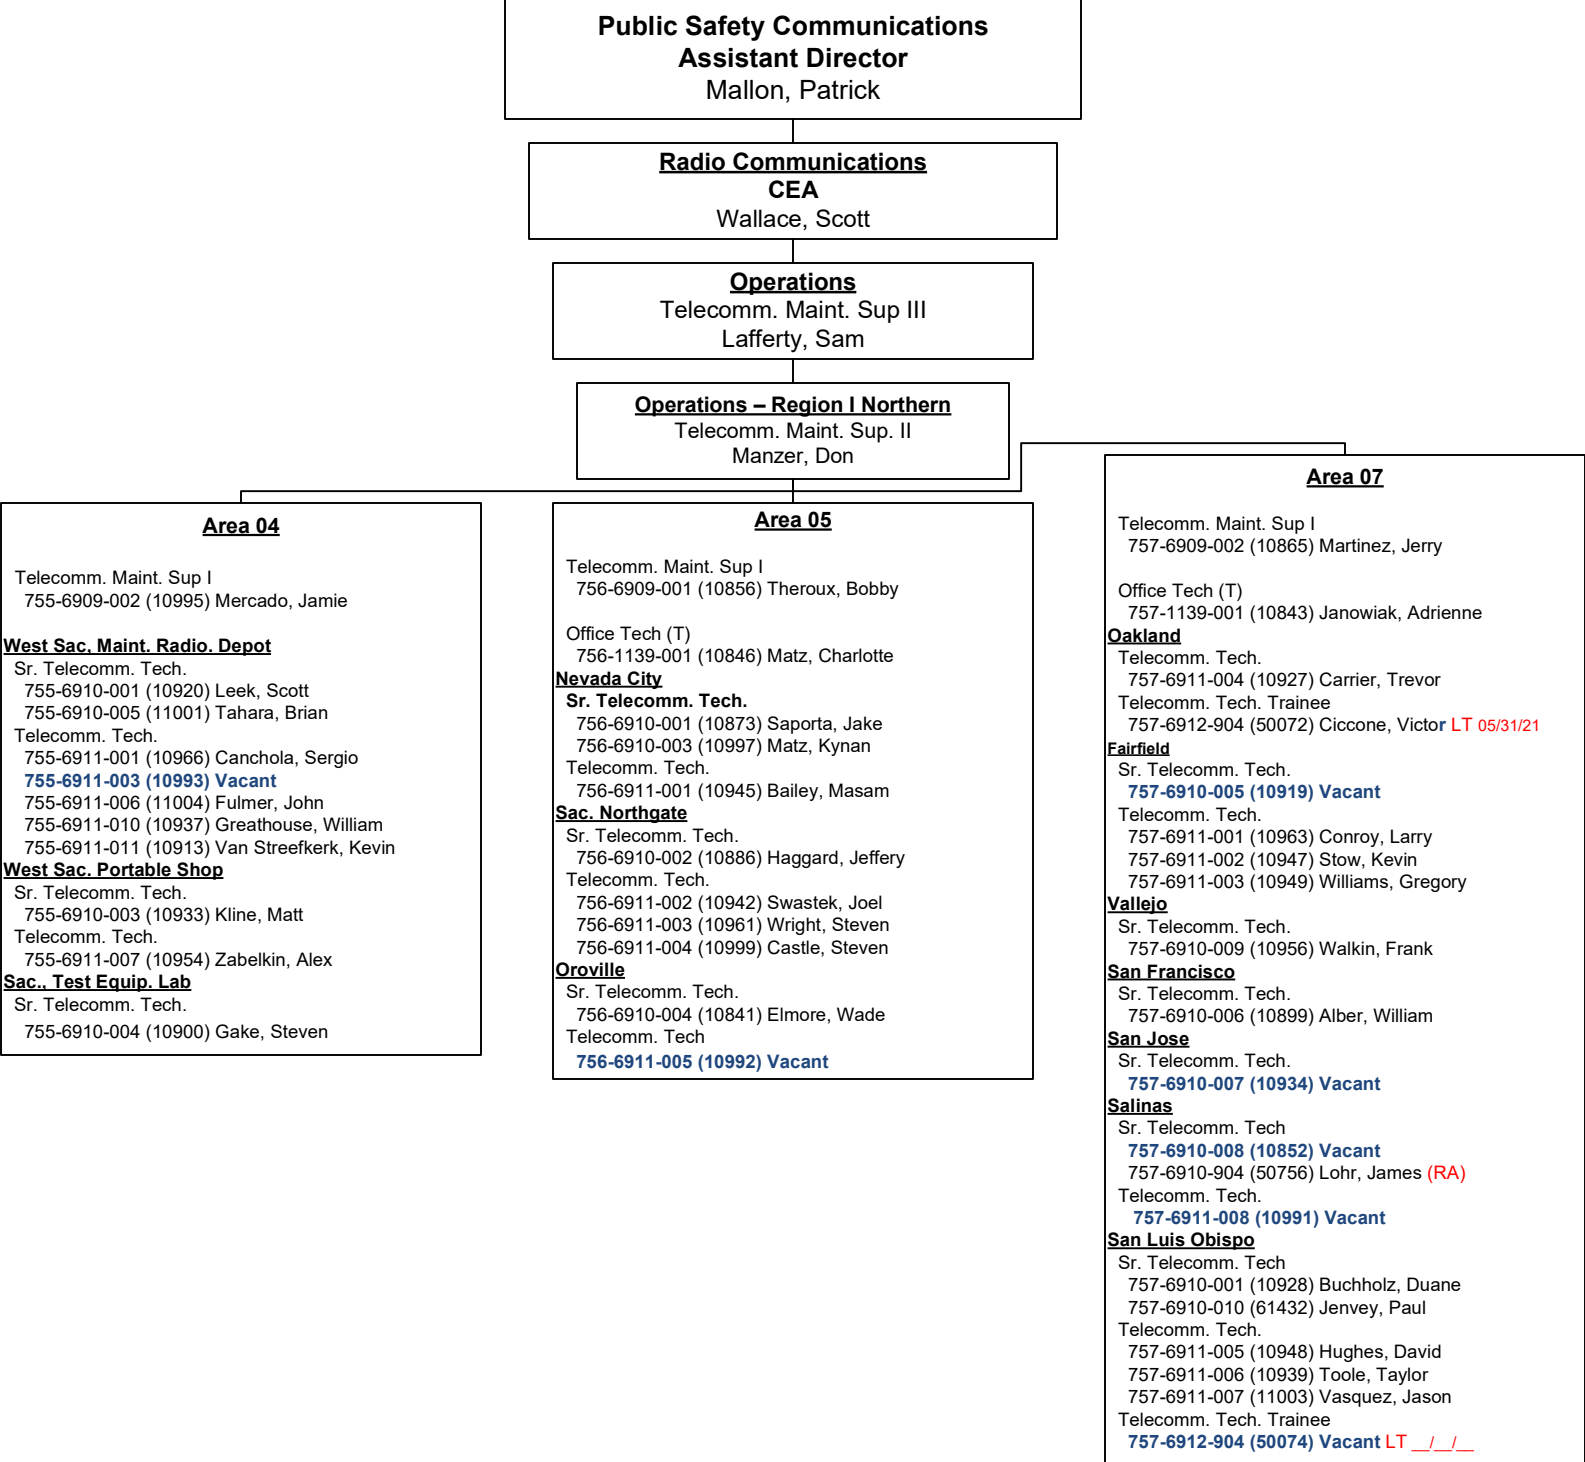 Public Safety Communications
Assistant Director
Mallon, Patrick
Radio Communications
CEA
Wallace, Scott
Operations
Telecomm. Maint. Sup III
Lafferty, Sam
Operations – Region I Northern
Telecomm. Maint. Sup. II
Manzer, Don
Area 04
Telecomm. Maint. Sup I
755-6909-002 (10995) Mercado, Jamie
West Sac, Maint. Radio. Depot
Sr. Telecomm. Tech.
755-6910-001 (10920) Leek, Scott
755-6910-005 (11001) Tahara, Brian
Telecomm. Tech.
755-6911-001 (10966) Canchola, Sergio
755-6911-003 (10993) Vacant
755-6911-006 (11004) Fulmer, John
755-6911-010 (10937) Greathouse, William
755-6911-011 (10913) Van Streefkerk, Kevin
West Sac. Portable Shop
Sr. Telecomm. Tech.
755-6910-003 (10933) Kline, Matt
Telecomm. Tech.
755-6911-007 (10954) Zabelkin, Alex
Sac., Test Equip. Lab
Sr. Telecomm. Tech.
755-6910-004 (10900) Gake, Steven
Area 05
Telecomm. Maint. Sup I
756-6909-001 (10856) Theroux, Bobby
Office Tech (T)
756-1139-001 (10846) Matz, Charlotte
Nevada City
Sr. Telecomm. Tech.
756-6910-001 (10873) Saporta, Jake
756-6910-003 (10997) Matz, Kynan
Telecomm. Tech.
756-6911-001 (10945) Bailey, Masam
Sac. Northgate
Sr. Telecomm. Tech.
756-6910-002 (10886) Haggard, Jeffery
Telecomm. Tech.
756-6911-002 (10942) Swastek, Joel
756-6911-003 (10961) Wright, Steven
756-6911-004 (10999) Castle, Steven
Oroville
Sr. Telecomm. Tech.
756-6910-004 (10841) Elmore, Wade
Telecomm. Tech
756-6911-005 (10992) Vacant
Area 07
Telecomm. Maint. Sup I
757-6909-002 (10865) Martinez, Jerry
Office Tech (T)
757-1139-001 (10843) Janowiak, Adrienne
Oakland
Telecomm. Tech.
757-6911-004 (10927) Carrier, Trevor
Telecomm. Tech. Trainee
757-6912-904 (50072) Ciccone, Victor LT 05/31/21
Fairfield
Sr. Telecomm. Tech.
757-6910-005 (10919) Vacant
Telecomm. Tech.
757-6911-001 (10963) Conroy, Larry
757-6911-002 (10947) Stow, Kevin
757-6911-003 (10949) Williams, Gregory
Vallejo
Sr. Telecomm. Tech.
757-6910-009 (10956) Walkin, Frank
San Francisco
Sr. Telecomm. Tech.
757-6910-006 (10899) Alber, William
San Jose
Sr. Telecomm. Tech.
757-6910-007 (10934) Vacant
Salinas
Sr. Telecomm. Tech
757-6910-008 (10852) Vacant
757-6910-904 (50756) Lohr, James (RA)
Telecomm. Tech.
757-6911-008 (10991) Vacant
San Luis Obispo
Sr. Telecomm. Tech
757-6910-001 (10928) Buchholz, Duane
757-6910-010 (61432) Jenvey, Paul
Telecomm. Tech.
757-6911-005 (10948) Hughes, David
757-6911-006 (10939) Toole, Taylor
757-6911-007 (11003) Vasquez, Jason
Telecomm. Tech. Trainee
757-6912-904 (50074) Vacant LT __/__/__